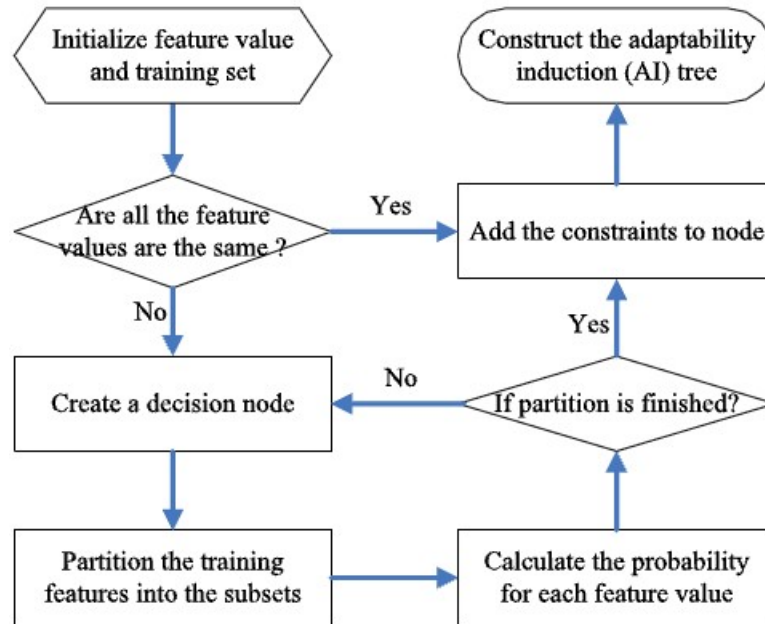 Initialize feature value
and training set
Construct the adaptability
induction (AI) tree
Are all the feature
values are the same ?
Yes
Add the constraints to node
No
Yes
Create a decision node
No
If partition is finished?
Partition the training
features into the subsets
Calculate the probability
for each feature value